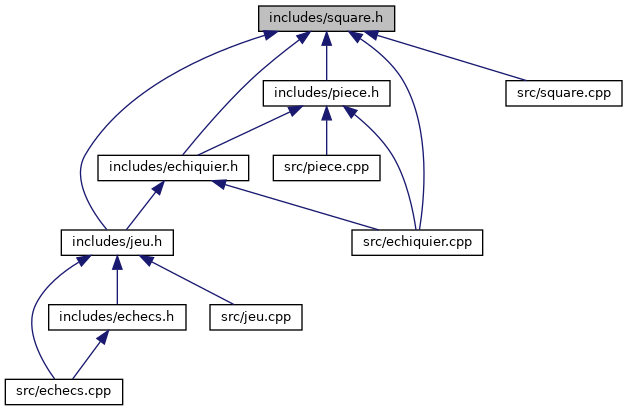 includes/square.h
includes/piece.h
src/square.cpp
includes/echiquier.h
src/piece.cpp
includes/jeu.h
src/echiquier.cpp
includes/echecs.h
src/jeu.cpp
src/echecs.cpp